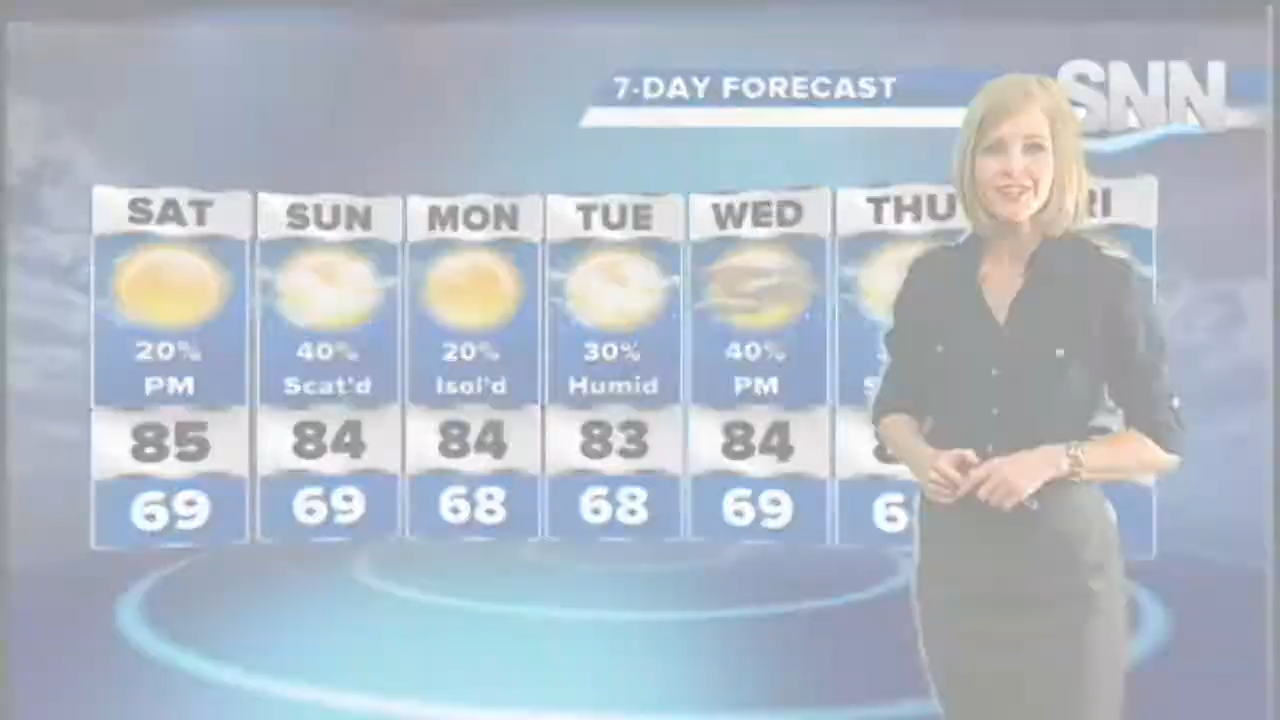 7-DAY FORECAST
SNN
SAT SUN MON TUE WED THU
20% 40% 20% 30% 40%
PM Scat'd Isol'd Humid PM
85 84 84 83 84
69 69 68 68 69